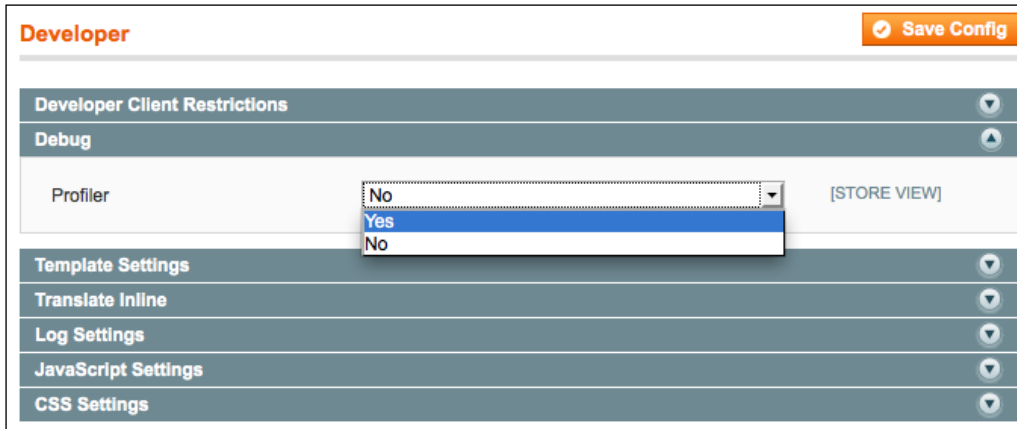 Developer
Save Config
Developer Client Restrictions
Debug
Profiler No [STORE VIEW]
Yes
No
Template Settings
Translate Inline
Log Settings
JavaScript Settings
CSS Settings